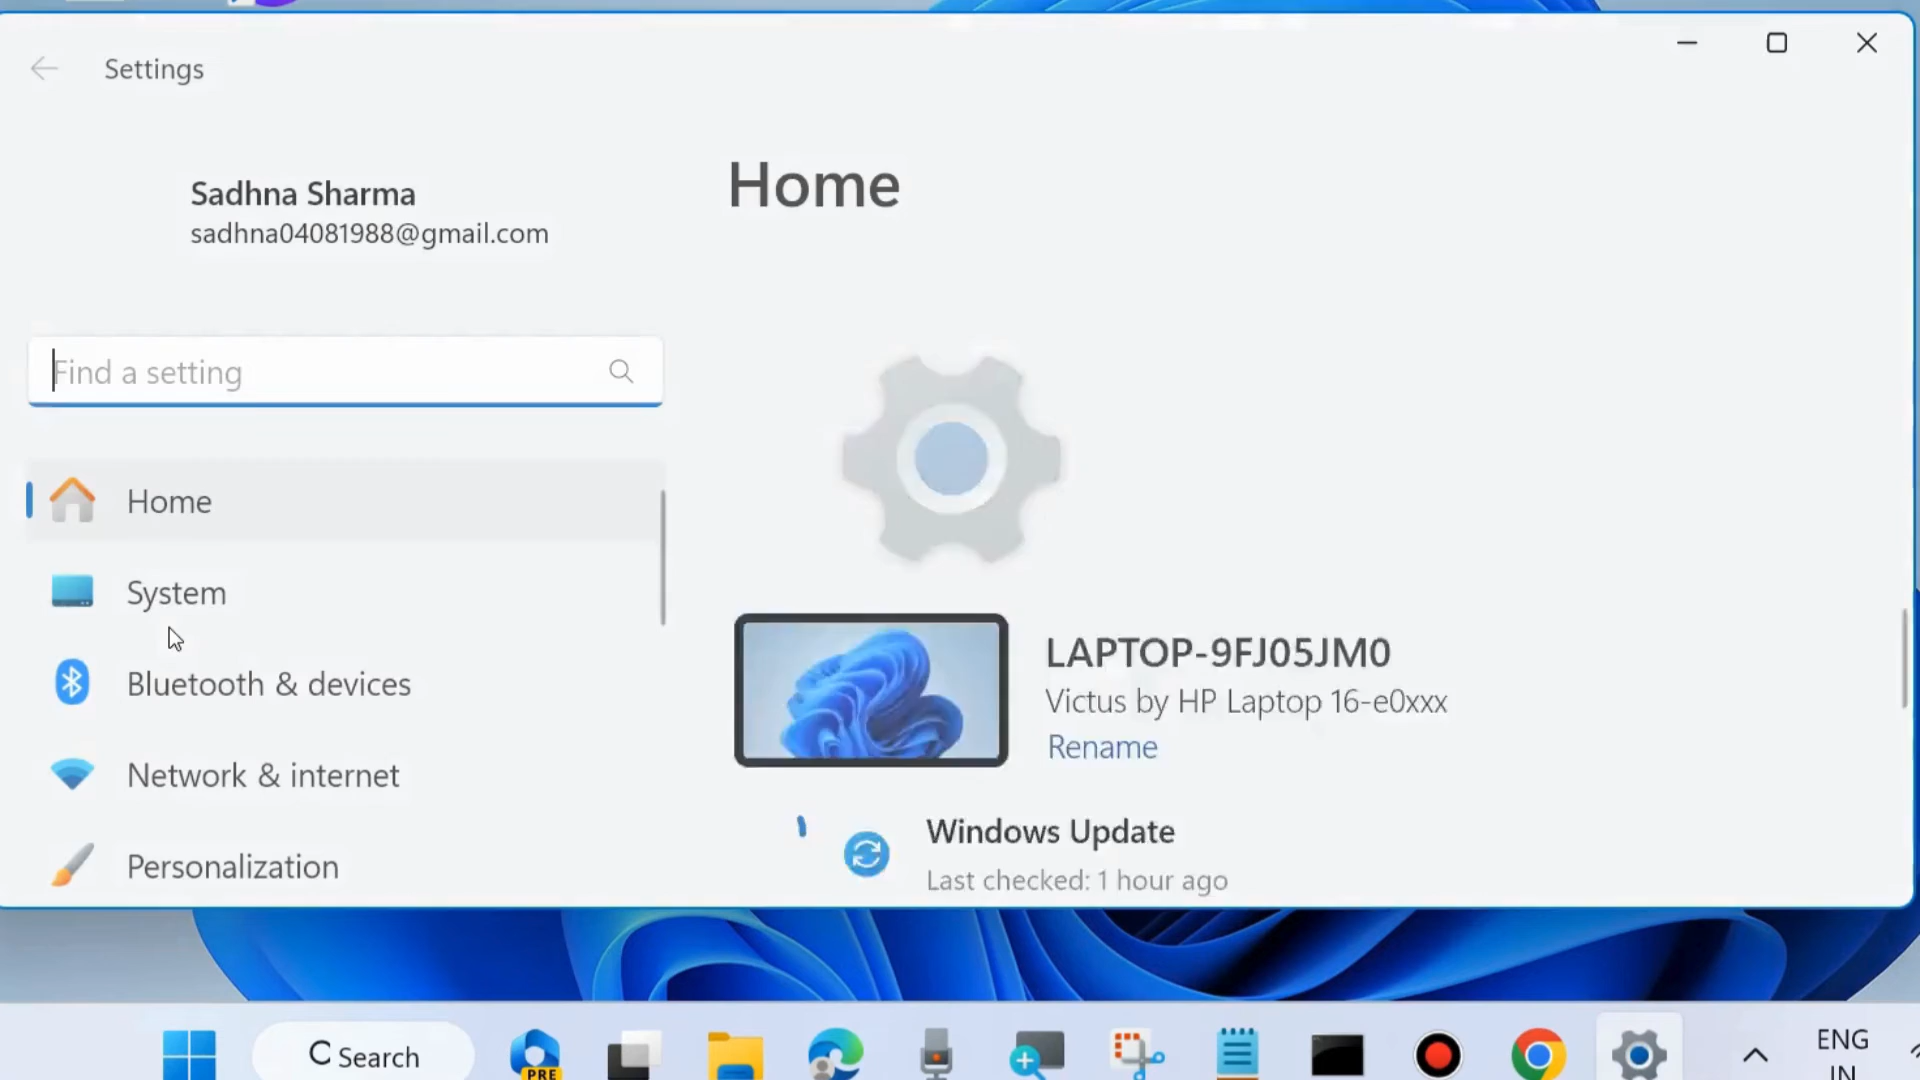 Settings
Sadhna Sharma
sadhna04081988@gmail.com
Find a setting
Home
System
Bluetooth & devices
Network & internet
Personalization
Home
LAPTOP-9FJ05JM0
Victus by HP Laptop 16-e0xxx
Rename
Windows Update
Last checked: 1 hour ago
Search
PRE
ENG
IN